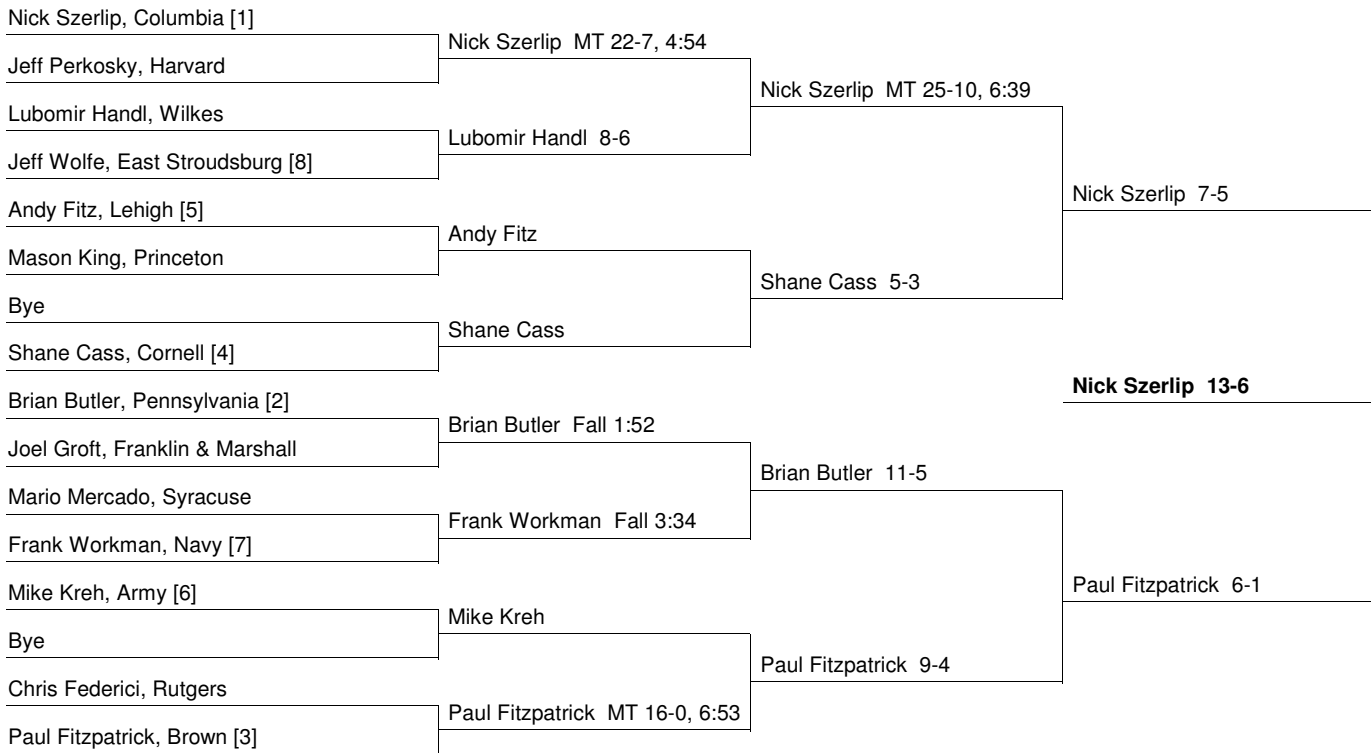 Nick Szerlip, Columbia [1]
Jeff Perkosky, Harvard
Lubomir Handl, Wilkes
Jeff Wolfe, East Stroudsburg [8]
Andy Fitz, Lehigh [5]
Mason King, Princeton
Bye
Shane Cass, Cornell [4]
Brian Butler, Pennsylvania [2]
Joel Groft, Franklin & Marshall
Mario Mercado, Syracuse
Frank Workman, Navy [7]
Mike Kreh, Army [6]
Bye
Chris Federici, Rutgers
Paul Fitzpatrick, Brown [3]
Nick Szerlip MT 22-7, 4:54
Lubomir Handl 8-6
Andy Fitz
Shane Cass
Brian Butler Fall 1:52
Frank Workman Fall 3:34
Mike Kreh
Paul Fitzpatrick MT 16-0, 6:53
Nick Szerlip MT 25-10, 6:39
Shane Cass 5-3
Brian Butler 11-5
Paul Fitzpatrick 9-4
Nick Szerlip 7-5
Paul Fitzpatrick 6-1
Nick Szerlip 13-6